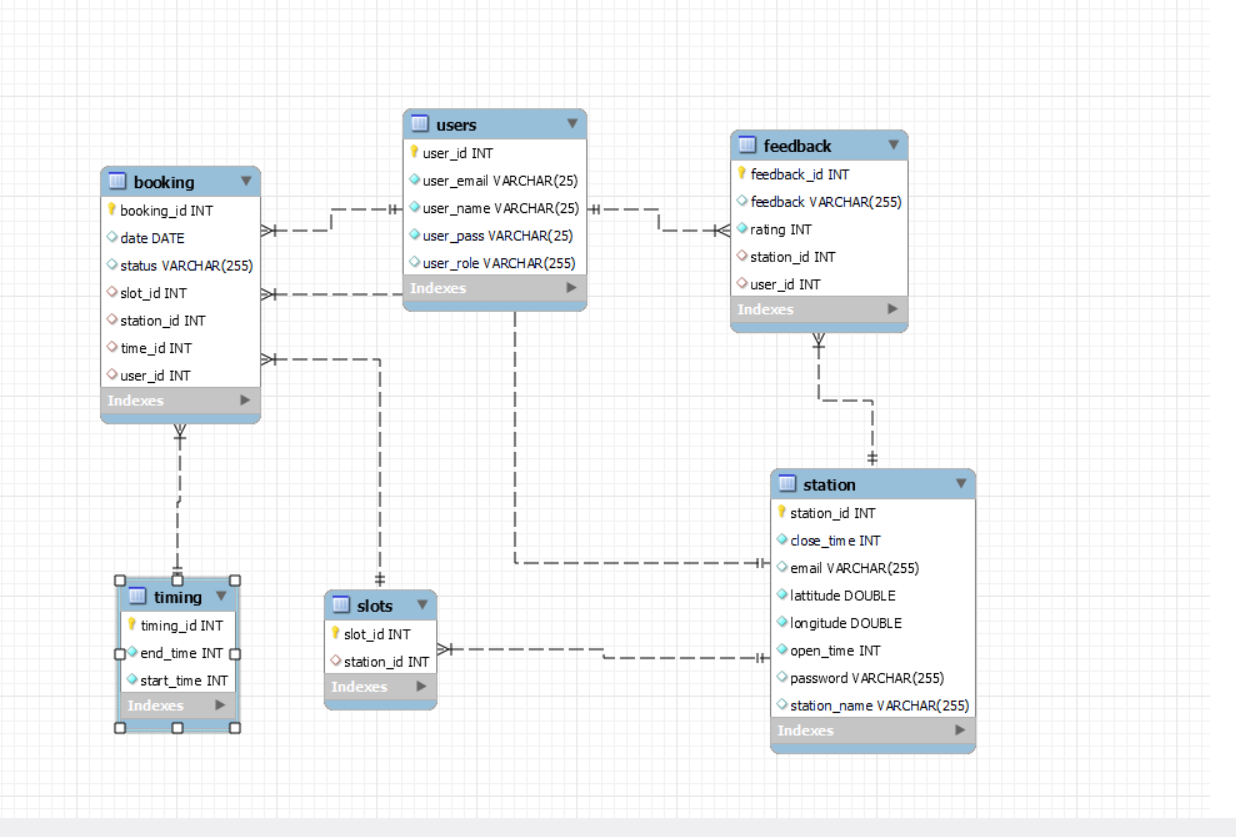 users
user_id INT
user_email VARCHAR(25)
user_name VARCHAR(25)
user_pass VARCHAR(25)
user_role VARCHAR(255)
Indexes
feedback
feedback_id INT
feedback VARCHAR(255)
rating INT
station_id INT
user_id INT
Indexes
booking
booking_id INT
date DATE
status VARCHAR(255)
slot_id INT
station_id INT
time_id INT
user_id INT
Indexes
station
station_id INT
close_time INT
email VARCHAR(255)
lattitude DOUBLE
longitude DOUBLE
open_time INT
password VARCHAR(255)
station_name VARCHAR(255)
Indexes
timing
timing_id INT
end_time INT
start_time INT
Indexes
slots
slot_id INT
station_id INT
Indexes